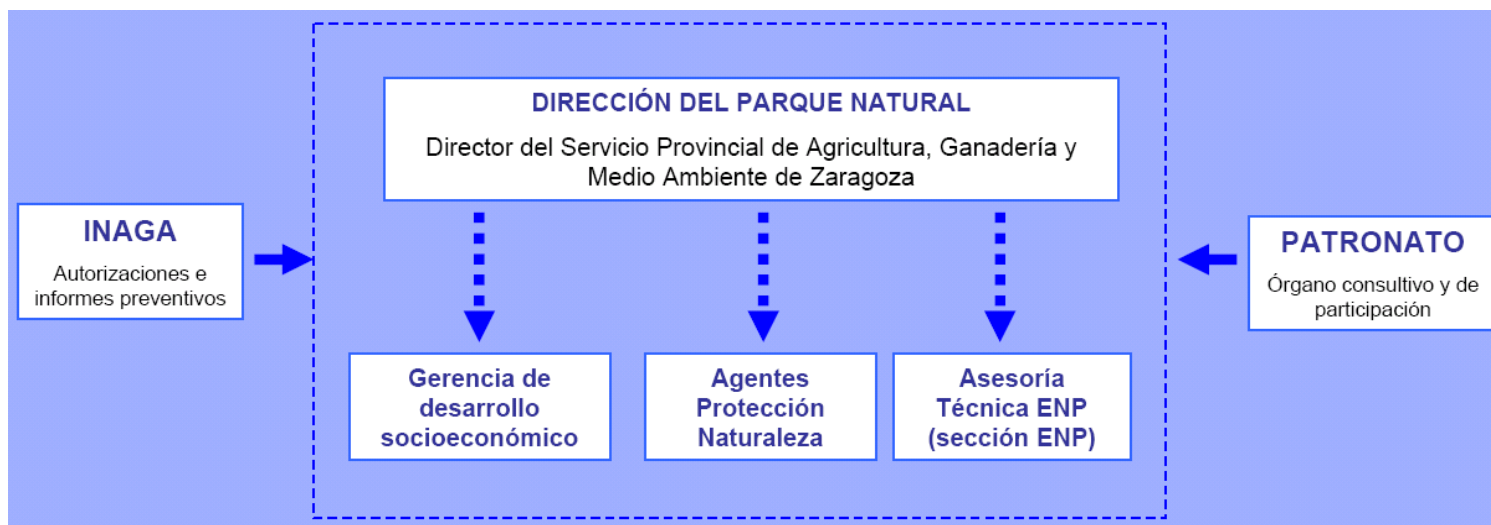 DIRECCIÓN DEL PARQUE NATURAL
Director del Servicio Provincial de Agricultura, Ganadería y
Medio Ambiente de Zaragoza
INAGA
Autorizaciones e
informes preventivos
PATRONATO
Órgano consultivo y de
participación
Gerencia de
desarrollo
socioeconómico
Agentes
Protección
Naturaleza
Asesoría
Técnica ENP
(sección ENP)